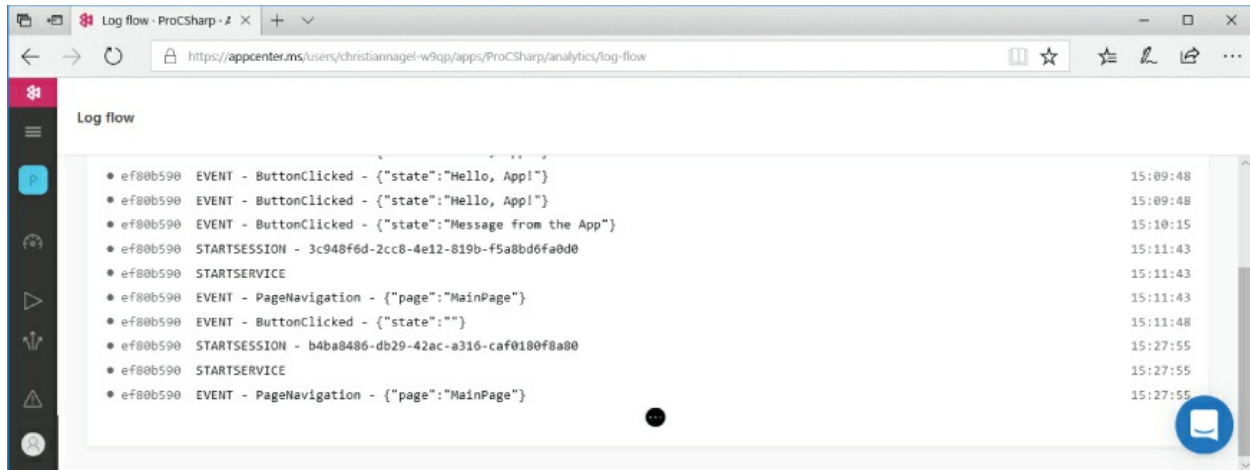 Log flow · ProCSharp · A
https://appcenter.ms/users/christiannagel-w9qp/apps/ProCSharp/analytics/log-flow
Log flow
P
ef80b590 EVENT - ButtonClicked - {"state":"Hello, App!"} 15:09:48
ef80b590 EVENT - ButtonClicked - {"state":"Hello, App!"} 15:09:48
ef80b590 EVENT - ButtonClicked - {"state":"Message from the App"} 15:10:15
ef80b590 STARTSESSION - 3c948f6d-2cc8-4e12-819b-f5a8bd6fa0d0 15:11:43
ef80b590 STARTSERVICE 15:11:43
ef80b590 EVENT - PageNavigation - {"page":"MainPage"} 15:11:43
ef80b590 EVENT - ButtonClicked - {"state":""} 15:11:48
ef80b590 STARTSESSION - b4ba8486-db29-42ac-a316-caf0180f8a80 15:27:55
ef80b590 STARTSERVICE 15:27:55
ef80b590 EVENT - PageNavigation - {"page":"MainPage"} 15:27:55